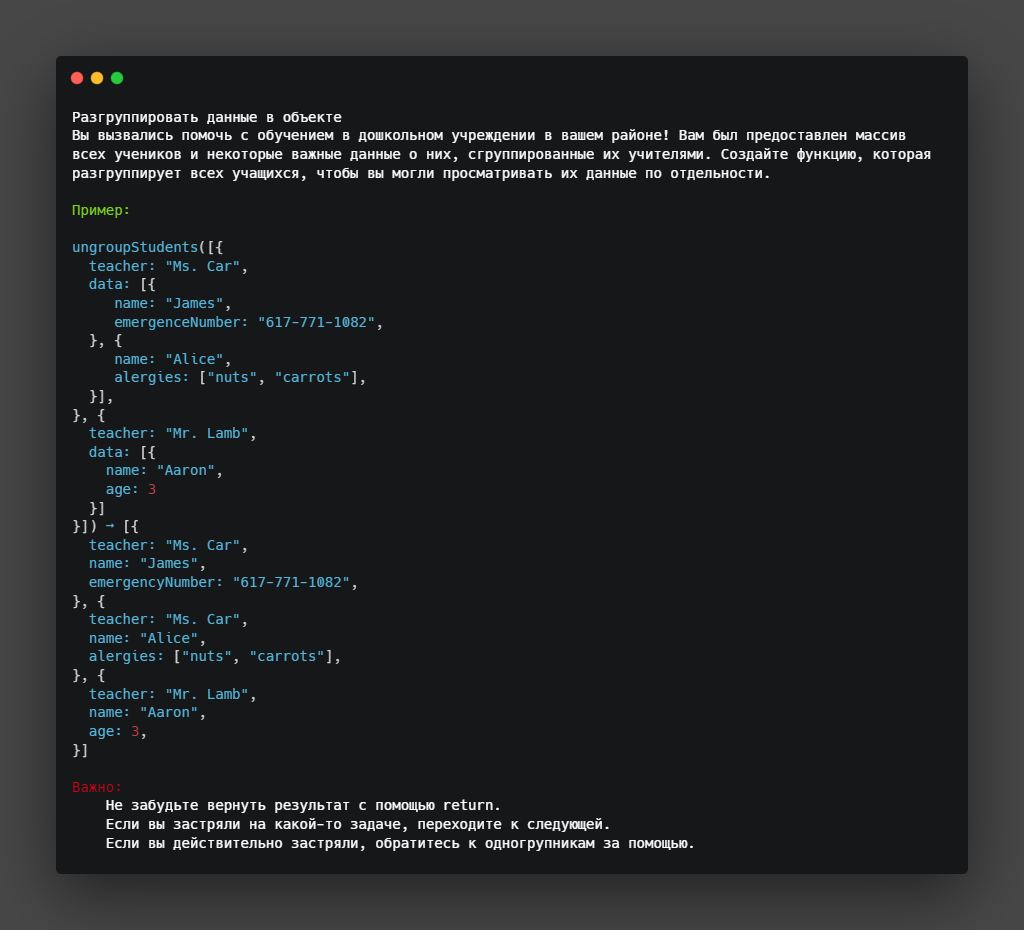 Разгруппировать данные в объекте
Вы вызвались помочь с обучением в дошкольном учреждении в вашем районе! Вам был предоставлен массив
всех учеников и некоторые важные данные о них, сгруппированные их учителями. Создайте функцию, которая
разгруппирует всех учащихся, чтобы вы могли просматривать их данные по отдельности.

Пример:

ungroupStudents([{
  teacher: "Ms. Car",
  data: [{
     name: "James",
     emergenceNumber: "617-771-1082",
  }, {
     name: "Alice",
     alergies: ["nuts", "carrots"],
  }],
}, {
  teacher: "Mr. Lamb",
  data: [{
    name: "Aaron",
    age: 3
  }]
}]) → [{
  teacher: "Ms. Car",
  name: "James",
  emergencyNumber: "617-771-1082",
}, {
  teacher: "Ms. Car",
  name: "Alice",
  alergies: ["nuts", "carrots"],
}, {
  teacher: "Mr. Lamb",
  name: "Aaron",
  age: 3,
}]

Важно:
    Не забудьте вернуть результат с помощью return.
    Если вы застряли на какой-то задаче, переходите к следующей.
    Если вы действительно застряли, обратитесь к одногрупникам за помощью.